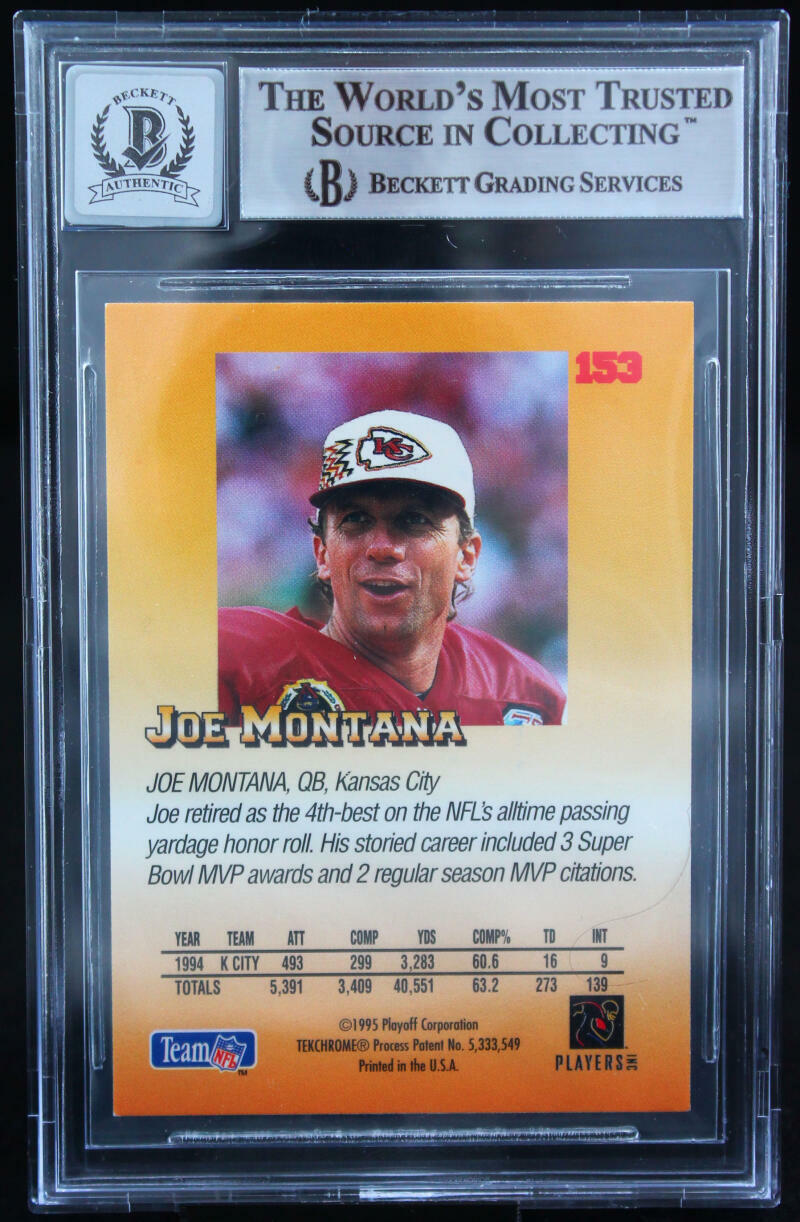 BECKETT
B
AUTHENTIC
THE WORLD'S MOST TRUSTED
SOURCE IN COLLECTING™
B BECKETT GRADING SERVICES
153
KC
JOE MONTANA
JOE MONTANA, QB, Kansas City
Joe retired as the 4th-best on the NFL's alltime passing
yardage honor roll. His storied career included 3 Super
Bowl MVP awards and 2 regular season MVP citations.
YEAR TEAM ATT COMP YDS COMP% TD INT
1994 K CITY 493 299 3,283 60.6 16 9
TOTALS 5,391 3,409 40,551 63.2 273 139
©1995 Playoff Corporation
TEKCHROME® Process Patent No. 5,333,549
Printed in the U.S.A.
Team NFL™
PLAYERS INC